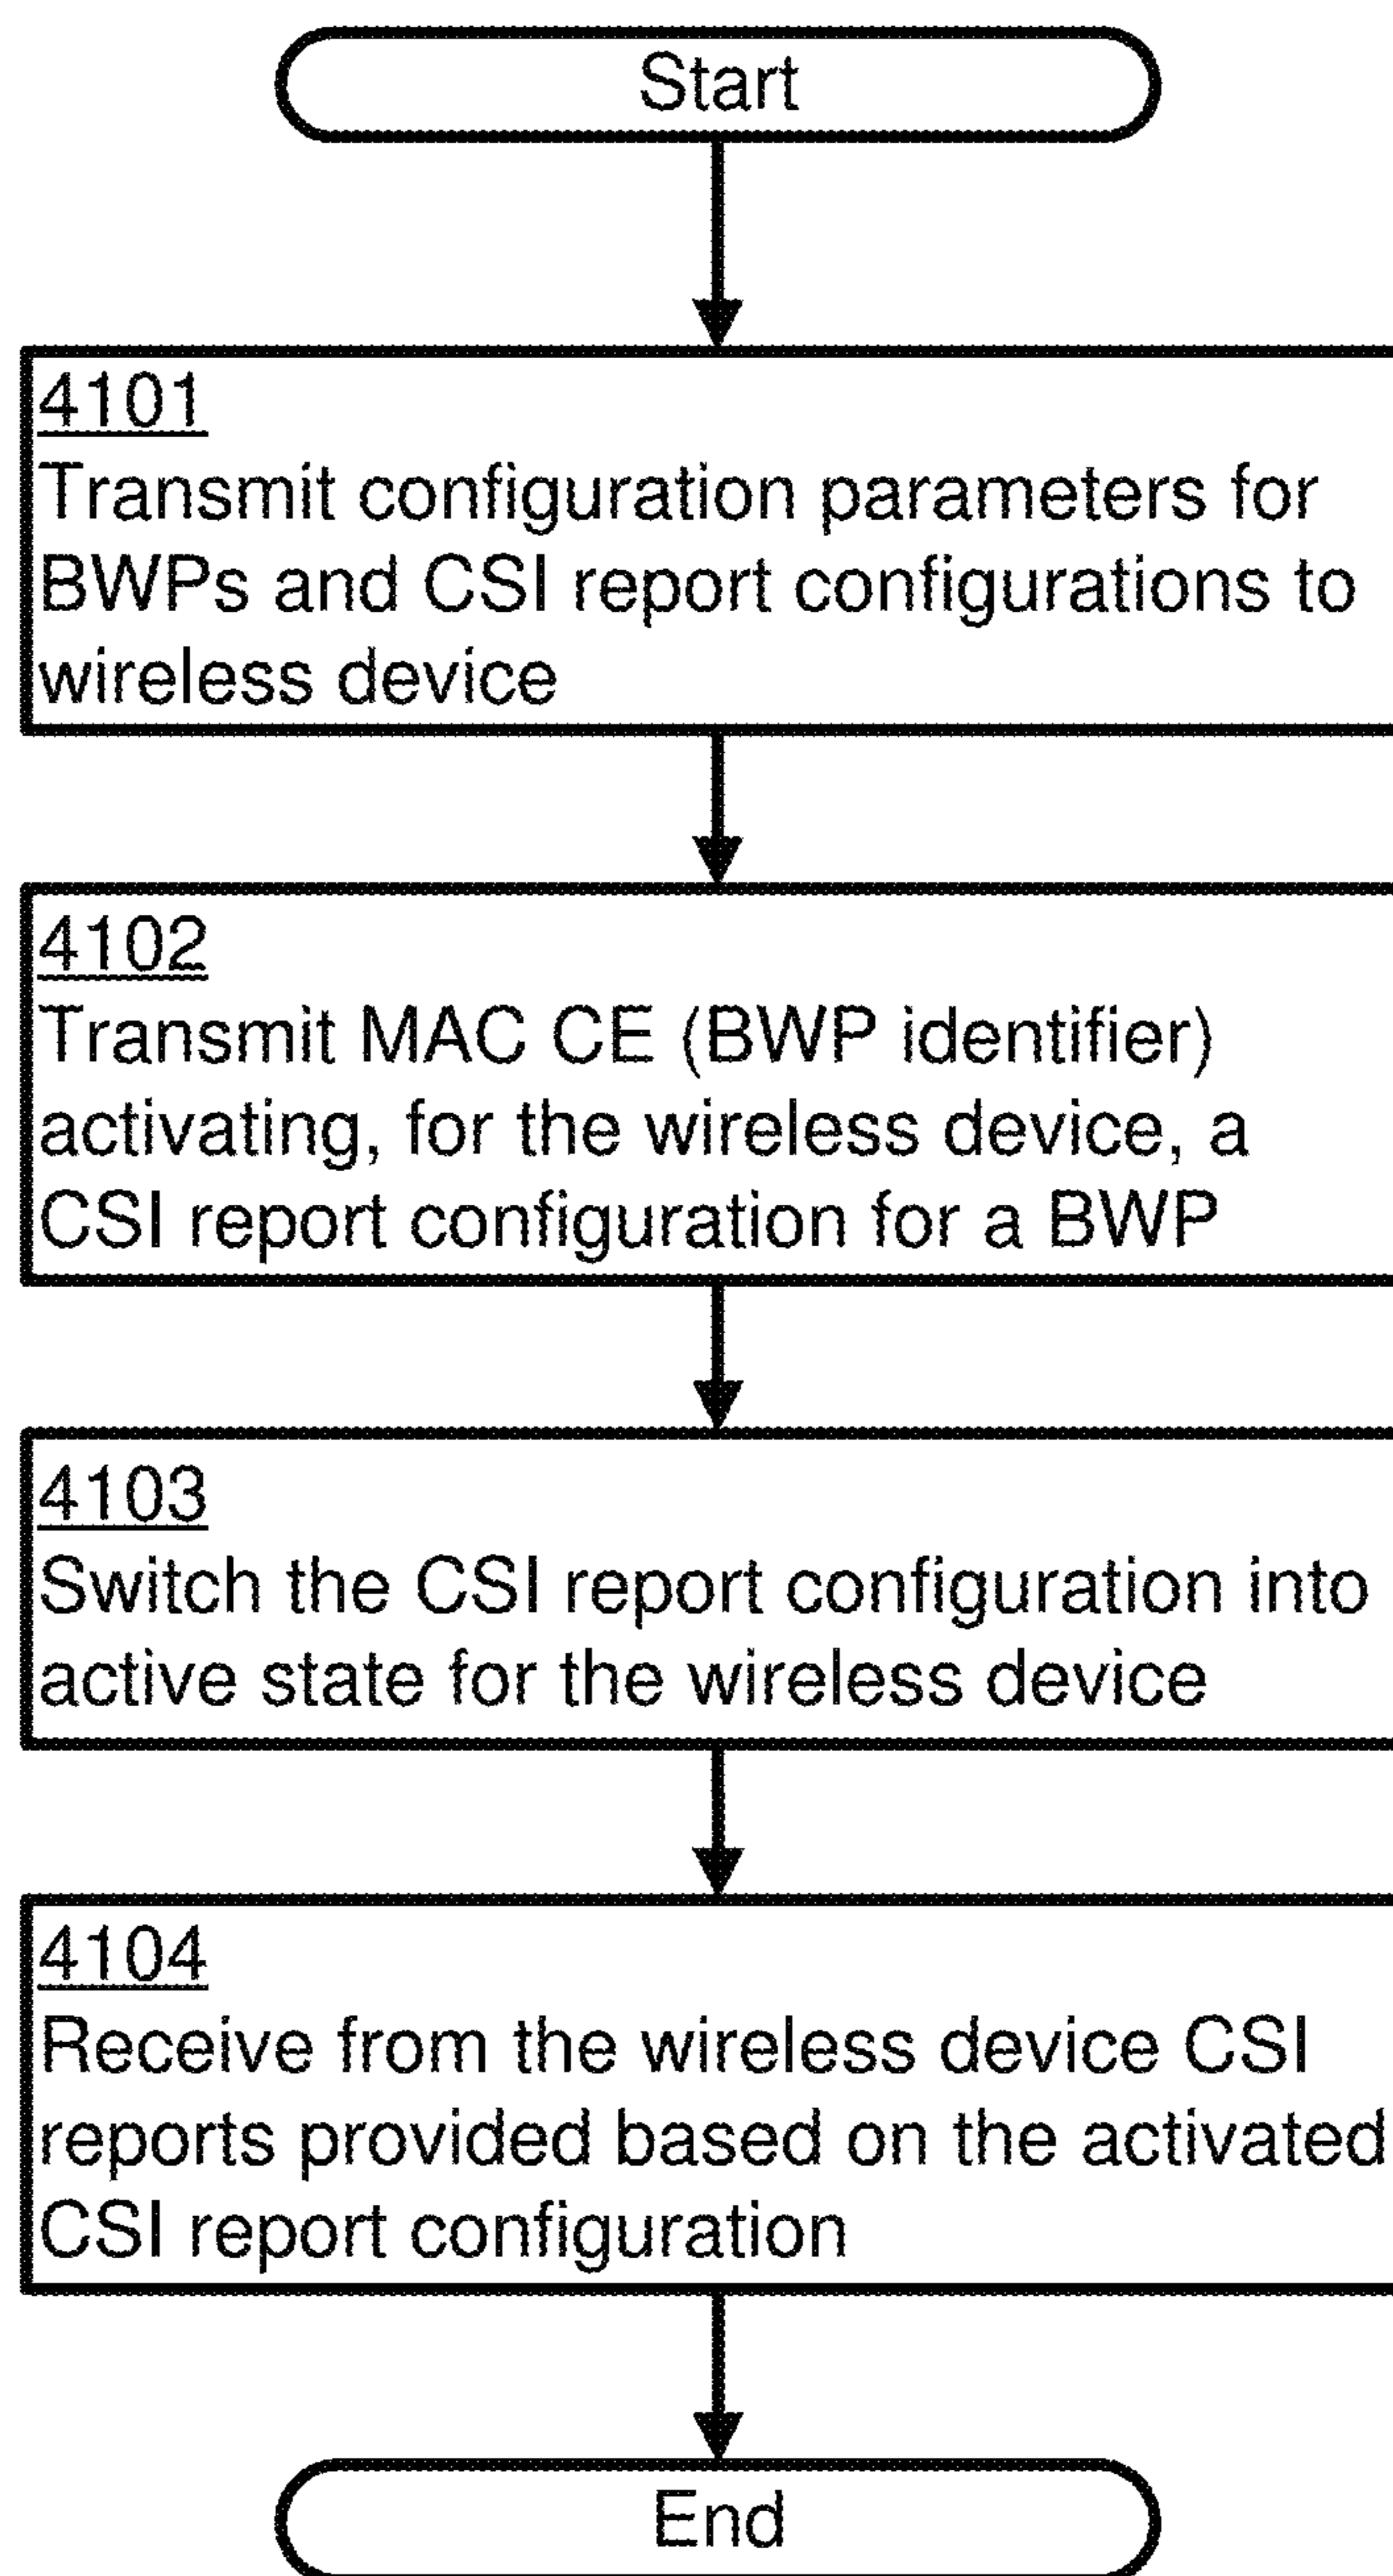 Start
4101
Transmit configuration parameters for
BWPs and CSI report configurations to
wireless device
4102
Transmit MAC CE (BWP identifier)
activating, for the wireless device, a
CSI report configuration for a BWP
4103
Switch the CSI report configuration into
active state for the wireless device
4104
Receive from the wireless device CSI
reports provided based on the activated
CSI report configuration
End